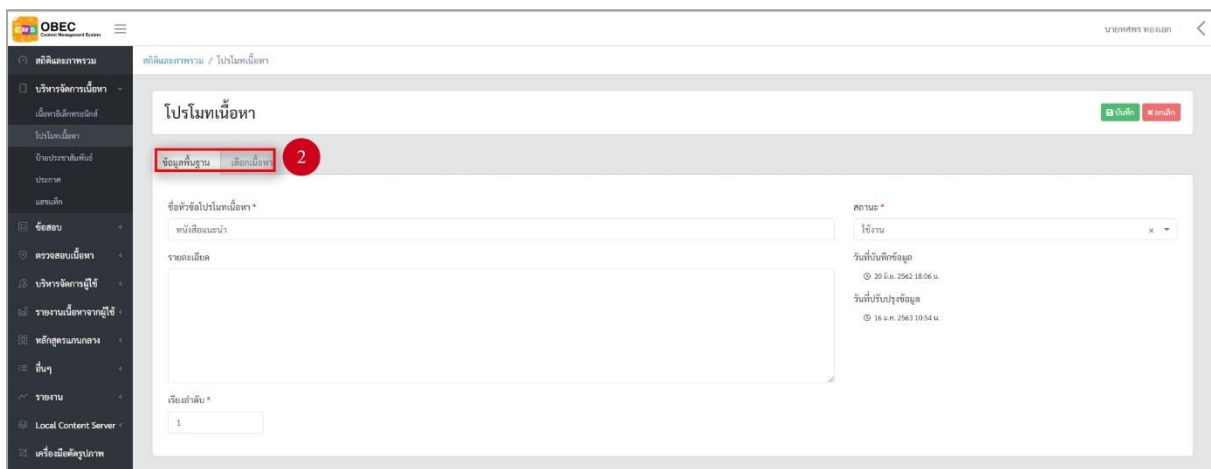 CMS OBEC
Content Management System
นายทศพร ทองเอก
สถิติและภาพรวม
บริหารจัดการเนื้อหา
เนื้อหาอิเล็กทรอนิกส์
โปรโมทเนื้อหา
ป้ายประชาสัมพันธ์
ประกาศ
แฮชแท็ก
ข้อสอบ
ตรวจสอบเนื้อหา
บริหารจัดการผู้ใช้
รายงานเนื้อหาจากผู้ใช้
หลักสูตรแกนกลาง
อื่นๆ
รายงาน
Local Content Server
เครื่องมือตัดรูปภาพ
สถิติและภาพรวม / โปรโมทเนื้อหา
โปรโมทเนื้อหา
บันทึก ยกเลิก
ข้อมูลพื้นฐาน เลือกเนื้อหา 2
ชื่อหัวข้อโปรโมทเนื้อหา *
หนังสือแนะนำ
รายละเอียด
เรียงลำดับ *
1
สถานะ *
ใช้งาน
วันที่บันทึกข้อมูล
20 มิ.ย. 2562 18:06 น.
วันที่ปรับปรุงข้อมูล
16 ม.ค. 2563 10:54 น.